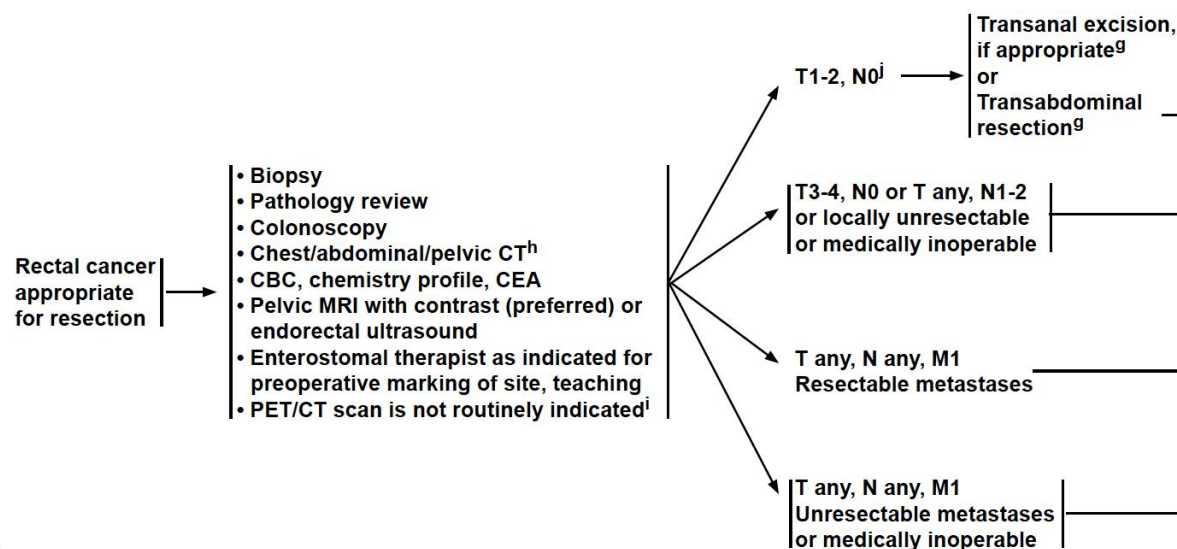 Rectal cancer
appropriate
for resection
• Biopsy
• Pathology review
• Colonoscopy
• Chest/abdominal/pelvic CTh
• CBC, chemistry profile, CEA
• Pelvic MRI with contrast (preferred) or
endorectal ultrasound
• Enterostomal therapist as indicated for
preoperative marking of site, teaching
• PET/CT scan is not routinely indicatedi
T1-2, N0j
Transanal excision,
if appropriateg
or
Transabdominal
resectiong
T3-4, N0 or T any, N1-2
or locally unresectable
or medically inoperable
T any, N any, M1
Resectable metastases
T any, N any, M1
Unresectable metastases
or medically inoperable